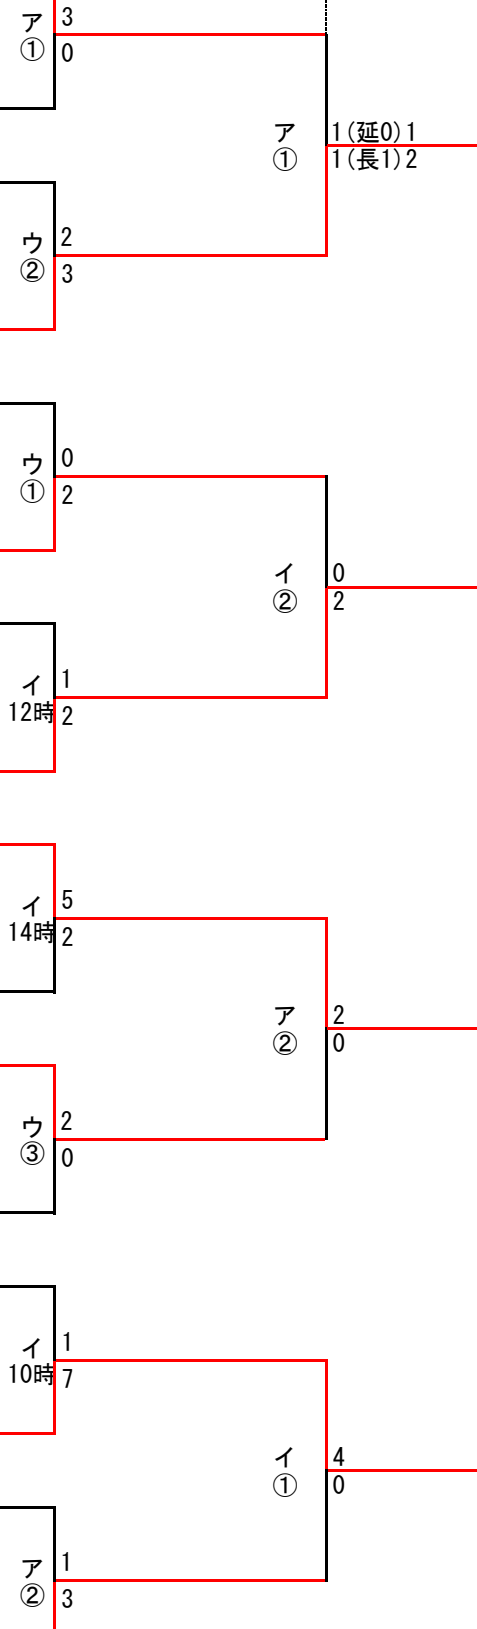 ア 3
① 0
ア 1(延0)1
① 1(長1)2
ウ 2
② 3
ウ 0
① 2
イ 0
② 2
イ 1
12時 2
イ 5
14時 2
ア 2
② 0
ウ 2
③ 0
イ 1
10時 7
イ 4
① 0
ア 1
② 3